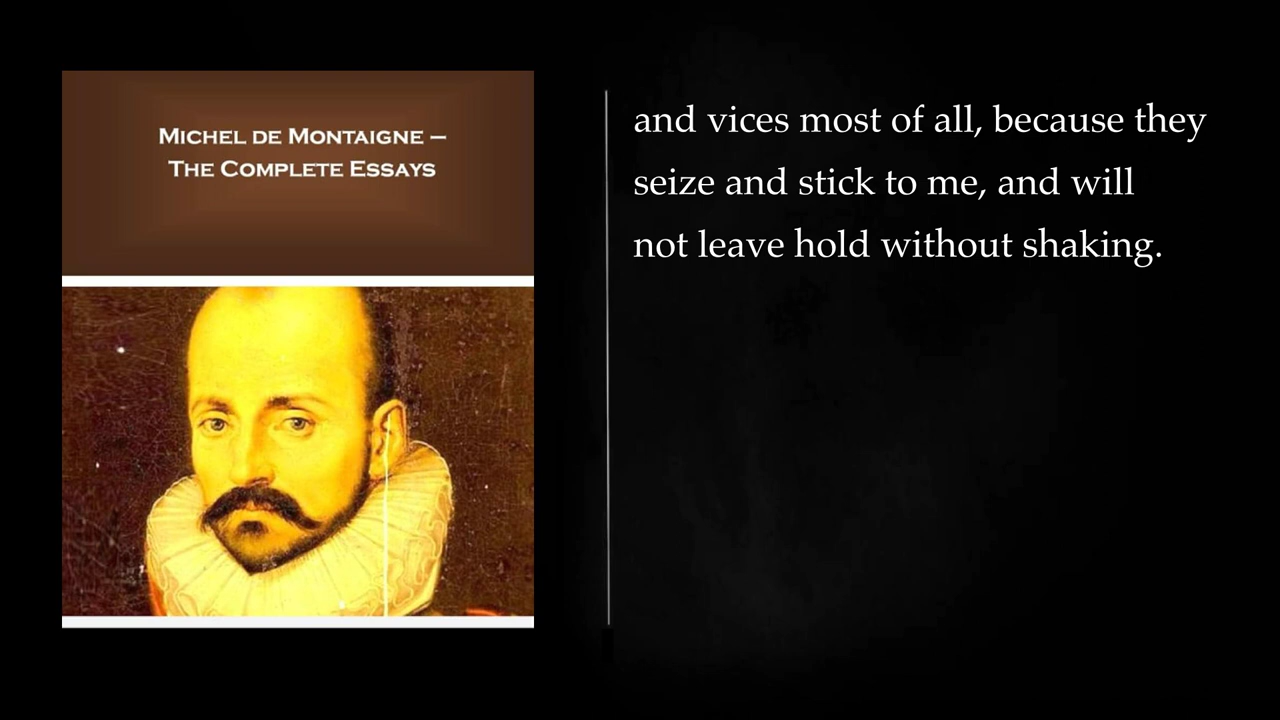 MICHEL DE MONTAIGNE –
THE COMPLETE ESSAYS
and vices most of all, because they
seize and stick to me, and will
not leave hold without shaking.